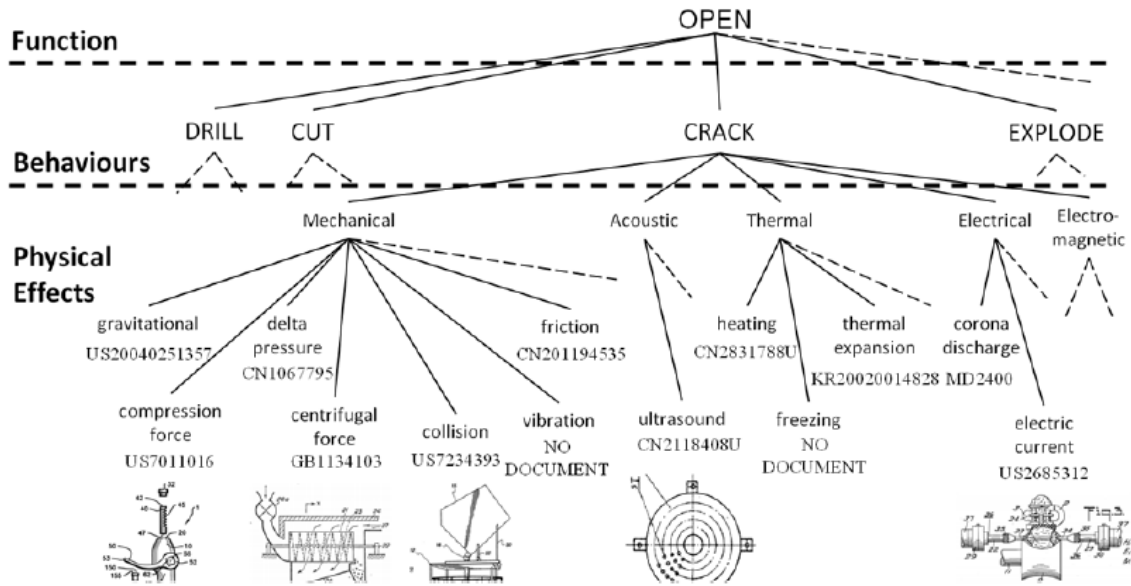 OPEN
Function
DRILL
CUT
CRACK
EXPLODE
Behaviours
Mechanical
Acoustic
Thermal
Electrical
Electro-
magnetic
Physical
Effects
gravitational
US20040251357
delta
pressure
CN1067795
friction
CN201194535
heating
CN2831788U
thermal
expansion
KR20020014828
corona
discharge
MD2400
compression
force
US7011016
centrifugal
force
GB1134103
collision
US7234393
vibration
NO
DOCUMENT
ultrasound
CN2118408U
freezing
NO
DOCUMENT
electric
current
US2685312